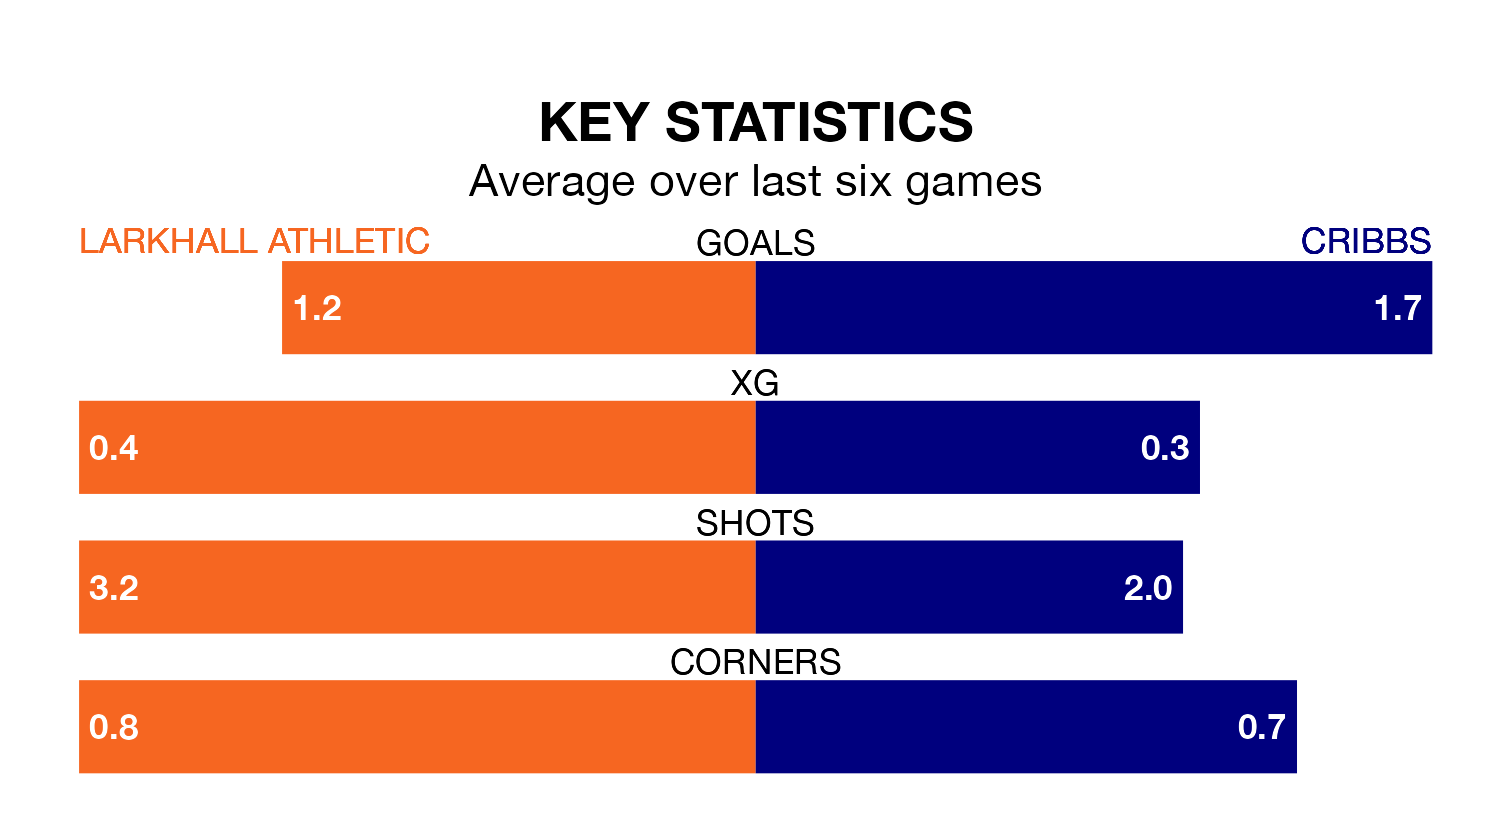 KEY STATISTICS
Average over last six games
LARKHALL ATHLETIC GOALS CRIBBS
1.2 1.7
XG
0.4 0.3
SHOTS
3.2 2.0
CORNERS
0.8 0.7